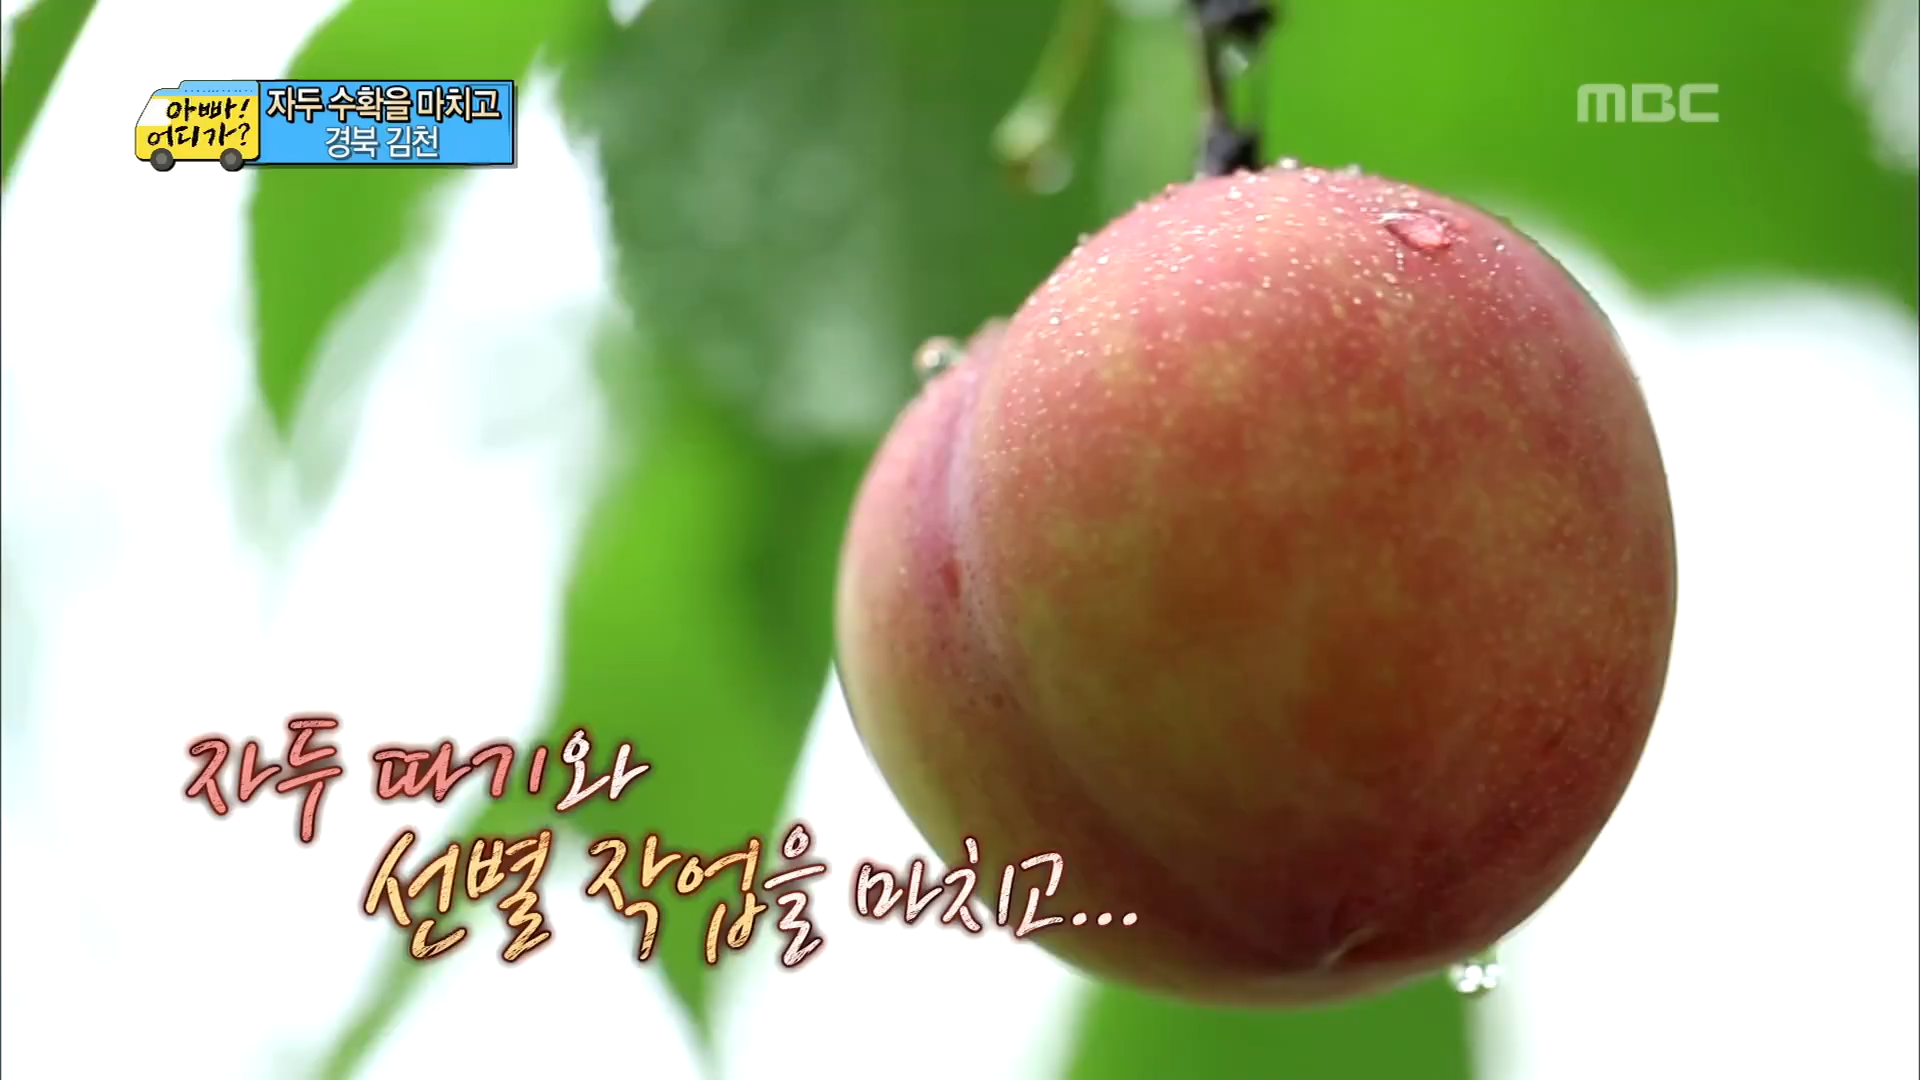 아빠!
어디가?
자두 수확을 마치고
경북 김천
MBC
자두 따기와
선별 작업을 마치고...